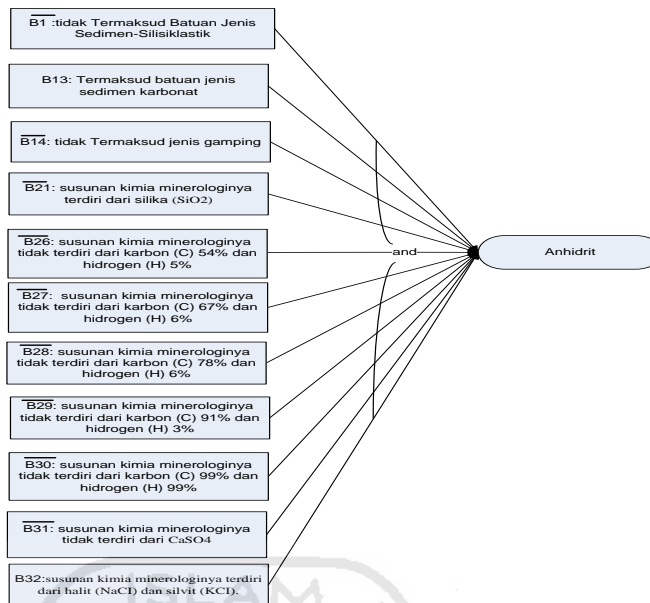 B1 :tidak Termaksud Batuan Jenis
Sedimen-Silisiklastik
B13: Termaksud batuan jenis
sedimen karbonat
B14: tidak Termaksud jenis gamping
B21: susunan kimia minerologinya
terdiri dari silika (SiO2)
B26: susunan kimia minerologinya
tidak terdiri dari karbon (C) 54% dan
hidrogen (H) 5%
B27: susunan kimia minerologinya
tidak terdiri dari karbon (C) 67% dan
hidrogen (H) 6%
B28: susunan kimia minerologinya
tidak terdiri dari karbon (C) 78% dan
hidrogen (H) 6%
B29: susunan kimia minerologinya
tidak terdiri dari karbon (C) 91% dan
hidrogen (H) 3%
B30: susunan kimia minerologinya
tidak terdiri dari karbon (C) 99% dan
hidrogen (H) 99%
B31: susunan kimia minerologinya
tidak terdiri dari CaSO4
B32:susunan kimia minerologinya terdiri
dari halit (NaCI) dan silvit (KCI).
and
Anhidrit
ISLAM